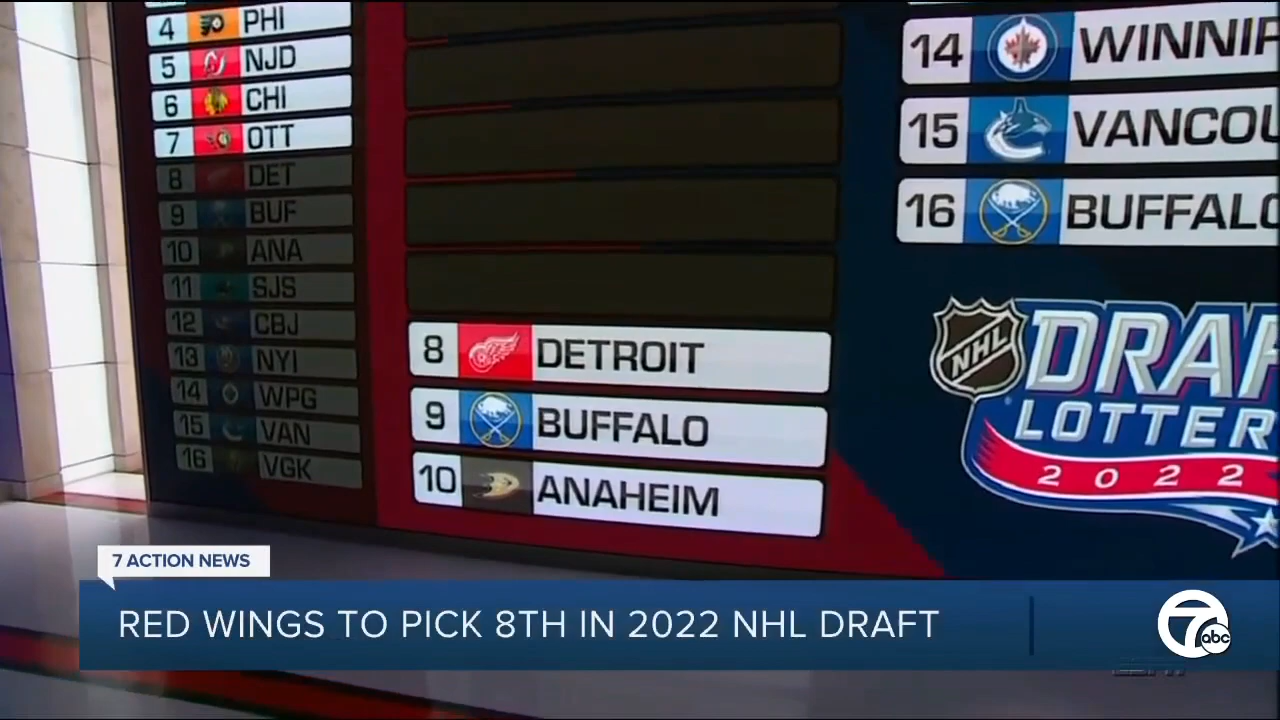 4 PHI
5 NJD
6 CHI
7 OTT
8 DET
9 BUF
10 ANA
11 SJS
12 CBJ
13 NYI
14 WPG
15 VAN
16 VGK
8 DETROIT
9 BUFFALO
10 ANAHEIM
14 WINNIP
15 VANCOU
16 BUFFALO
NHL DRAF
LOTTER
2022
7 ACTION NEWS
RED WINGS TO PICK 8TH IN 2022 NHL DRAFT
7 abc